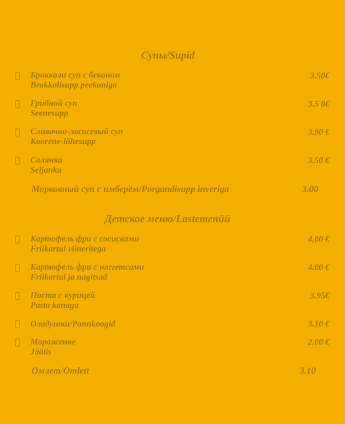 Супы/Supid
Броккали суп с беконом 3.50€
Brokkolisupp peekoniga
Грибной суп 3.5 0€
Seenesupp
Сливочно-лососевый суп 3.90 €
Koorene-lõhesupp
Солянка 3.50 €
Seljanka
Морковный суп с имберём/Porgandisupp inveriga 3.00
Детское меню/Lastemenüü
Картофель фри с сосисками 4.00 €
Friikartul viineritega
Картофель фри с наггетсами 4.00 €
Friikartul ja nagitsad
Паста с курицей 3.95€
Pasta kanaga
Оладушки/Pannkoogid 3.10 €
Мороженое 2.00 €
Jäätis
Омлет/Omlett 3.10